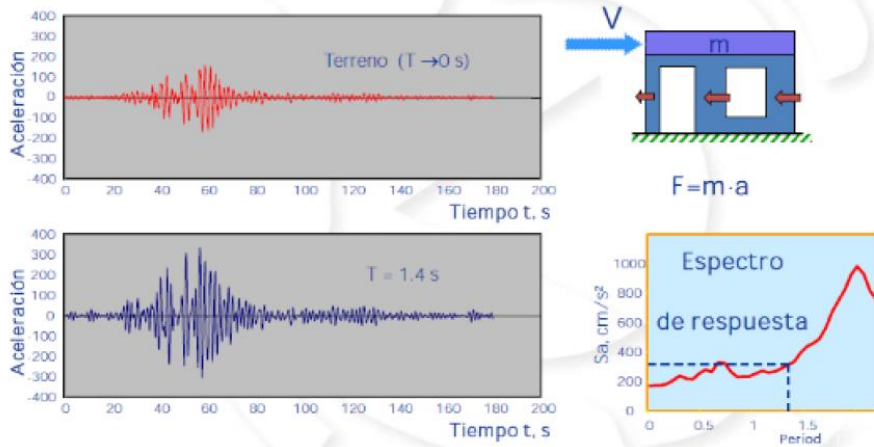 400
300
200
100
0
-100
-200
-300
-400
Aceleración
Terreno (T →0 s)
0 20 40 60 80 100 120 140 160 180 200
Tiempo t, s
V
m
F=m·a
400
300
200
100
0
-100
-200
-300
-400
Aceleración
T = 1.4 s
0 20 40 60 80 100 120 140 160 180 200
Tiempo t, s
1000
800
600
400
200
0
Sa, cm/s²
Espectro
de respuesta
0 0.5 1 1.5
Period